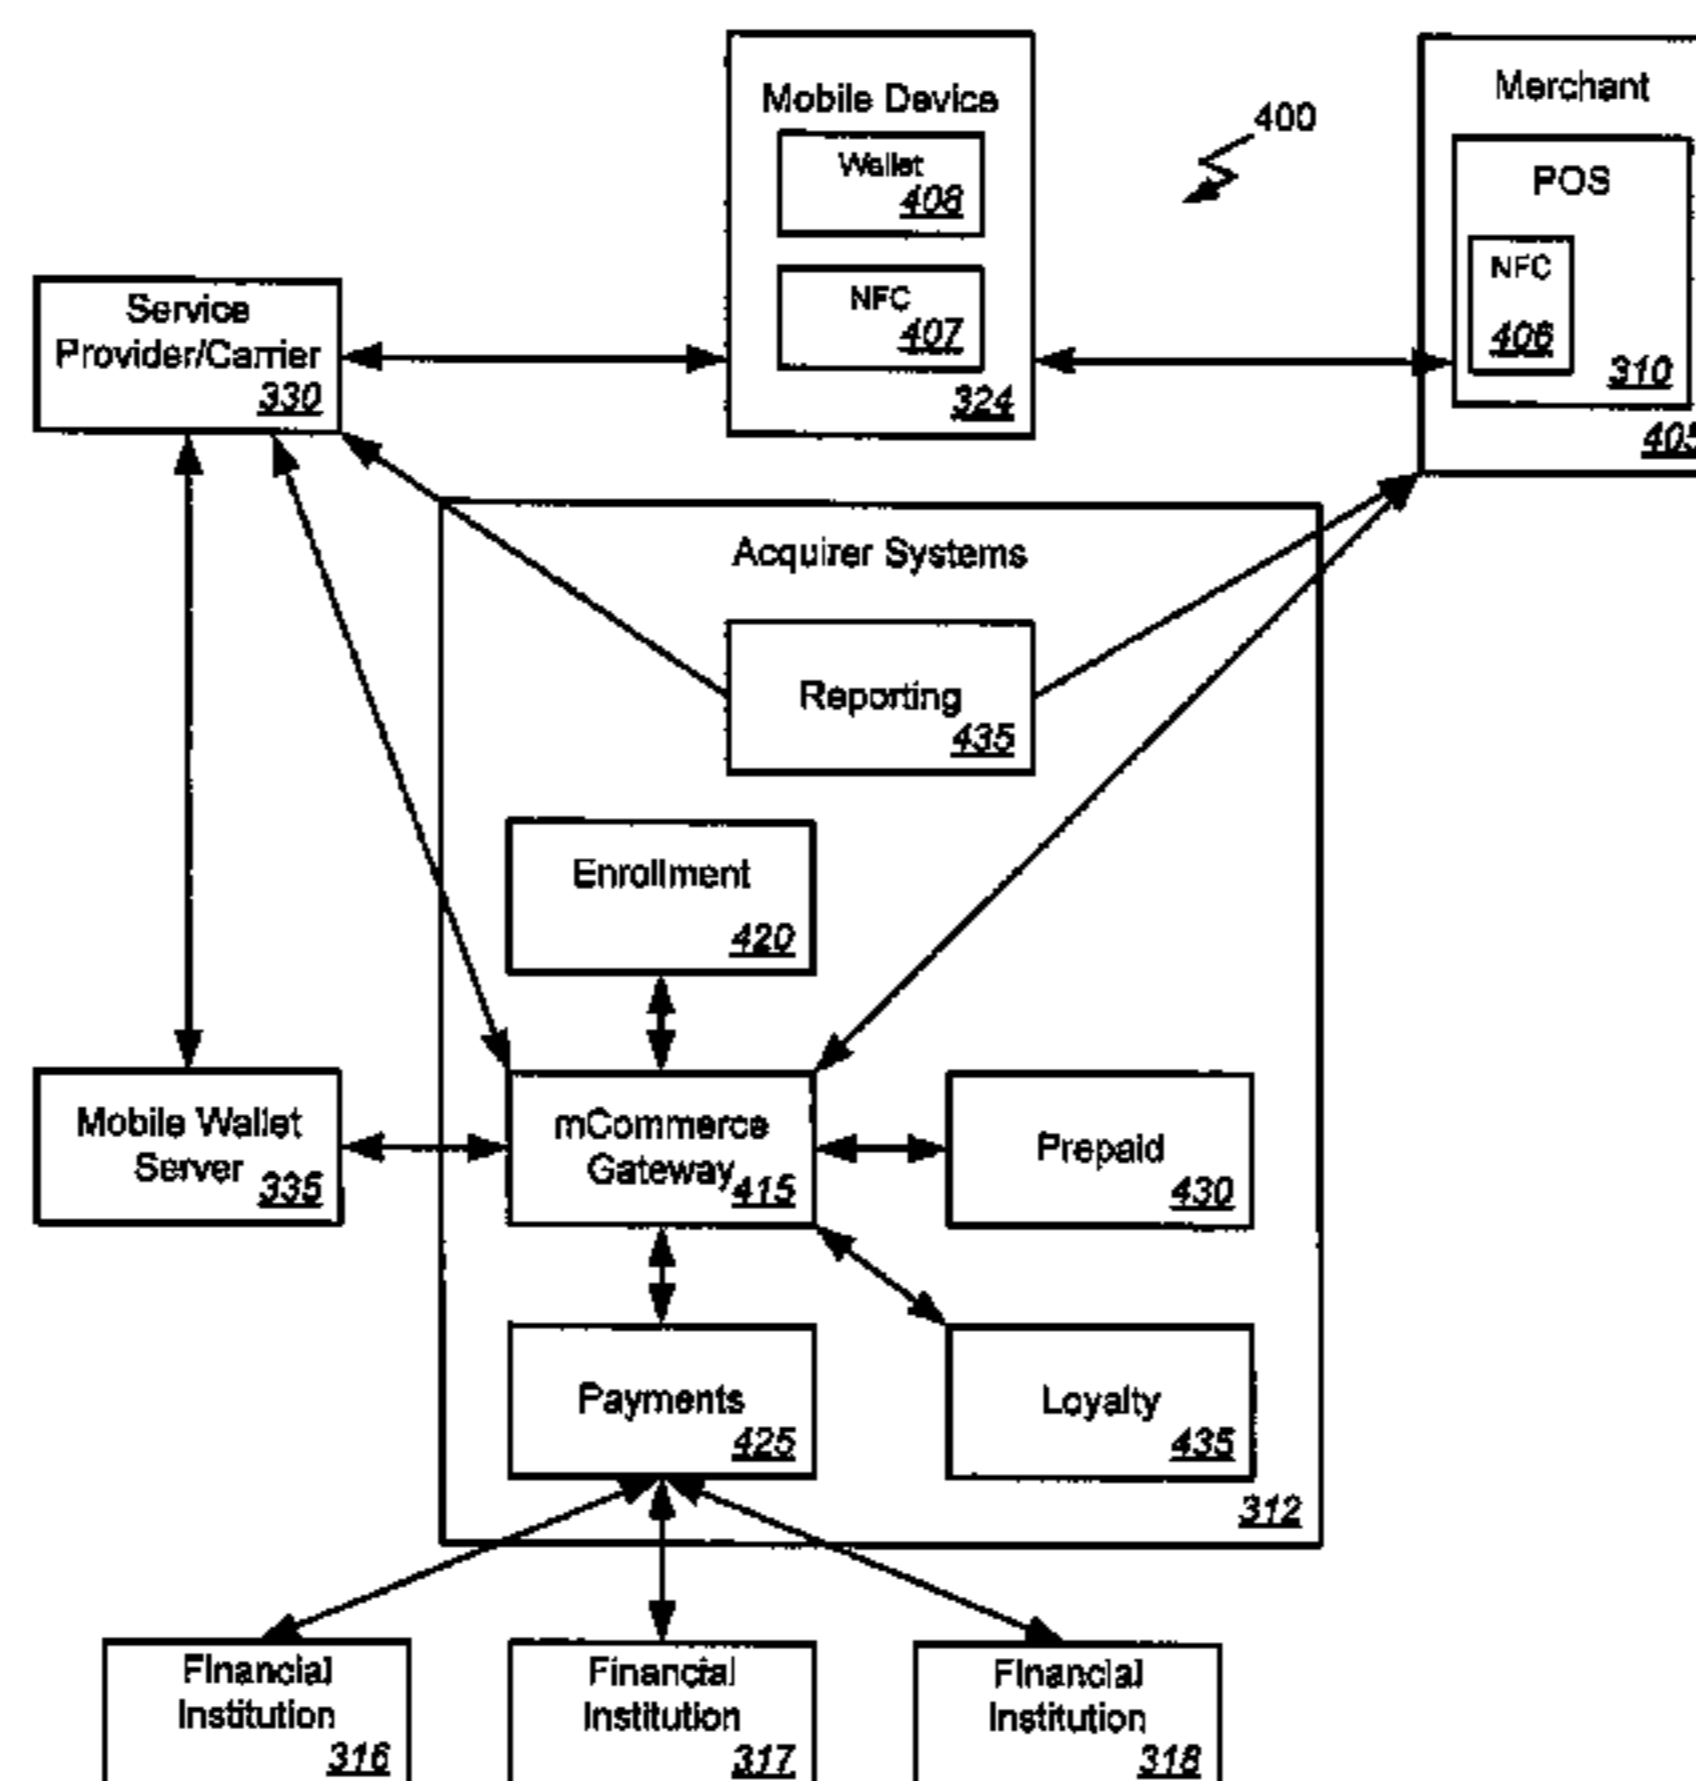 Mobile Device
Wallet
408
NFC
407
324
400
Merchant
POS
NFC
406
310
405
Service
Provider/Carrier
330
Acquirer Systems
Reporting
435
Enrollment
420
Mobile Wallet
Server 335
mCommerce
Gateway 415
Prepaid
430
Payments
425
Loyalty
435
312
Financial
Institution
316
Financial
Institution
317
Financial
Institution
318